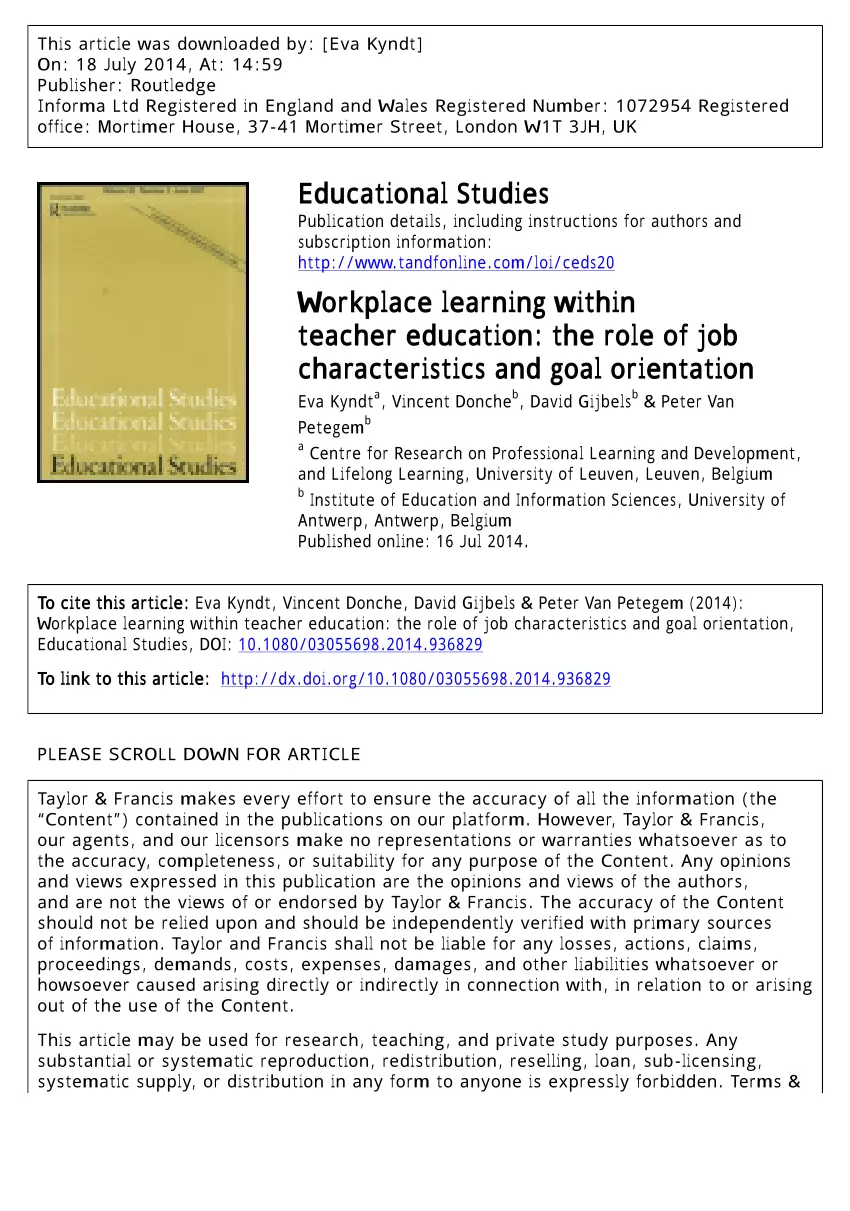 This article was downloaded by: [Eva Kyndt]
On: 18 July 2014, At: 14:59
Publisher: Routledge
Informa Ltd Registered in England and Wales Registered Number: 1072954 Registered
office: Mortimer House, 37-41 Mortimer Street, London W1T 3JH, UK
Educational Studies
Educational Studies
Educational Studies
Educational Studies
Educational Studies
Publication details, including instructions for authors and
subscription information:
http://www.tandfonline.com/loi/ceds20
Workplace learning within
teacher education: the role of job
characteristics and goal orientation
Eva Kyndtª, Vincent Doncheᵇ, David Gijbelsᵇ & Peter Van
Petegemᵇ
ª Centre for Research on Professional Learning and Development,
and Lifelong Learning, University of Leuven, Leuven, Belgium
ᵇ Institute of Education and Information Sciences, University of
Antwerp, Antwerp, Belgium
Published online: 16 Jul 2014.
To cite this article: Eva Kyndt, Vincent Donche, David Gijbels & Peter Van Petegem (2014):
Workplace learning within teacher education: the role of job characteristics and goal orientation,
Educational Studies, DOI: 10.1080/03055698.2014.936829
To link to this article: http://dx.doi.org/10.1080/03055698.2014.936829
PLEASE SCROLL DOWN FOR ARTICLE
Taylor & Francis makes every effort to ensure the accuracy of all the information (the
“Content”) contained in the publications on our platform. However, Taylor & Francis,
our agents, and our licensors make no representations or warranties whatsoever as to
the accuracy, completeness, or suitability for any purpose of the Content. Any opinions
and views expressed in this publication are the opinions and views of the authors,
and are not the views of or endorsed by Taylor & Francis. The accuracy of the Content
should not be relied upon and should be independently verified with primary sources
of information. Taylor and Francis shall not be liable for any losses, actions, claims,
proceedings, demands, costs, expenses, damages, and other liabilities whatsoever or
howsoever caused arising directly or indirectly in connection with, in relation to or arising
out of the use of the Content.
This article may be used for research, teaching, and private study purposes. Any
substantial or systematic reproduction, redistribution, reselling, loan, sub-licensing,
systematic supply, or distribution in any form to anyone is expressly forbidden. Terms &